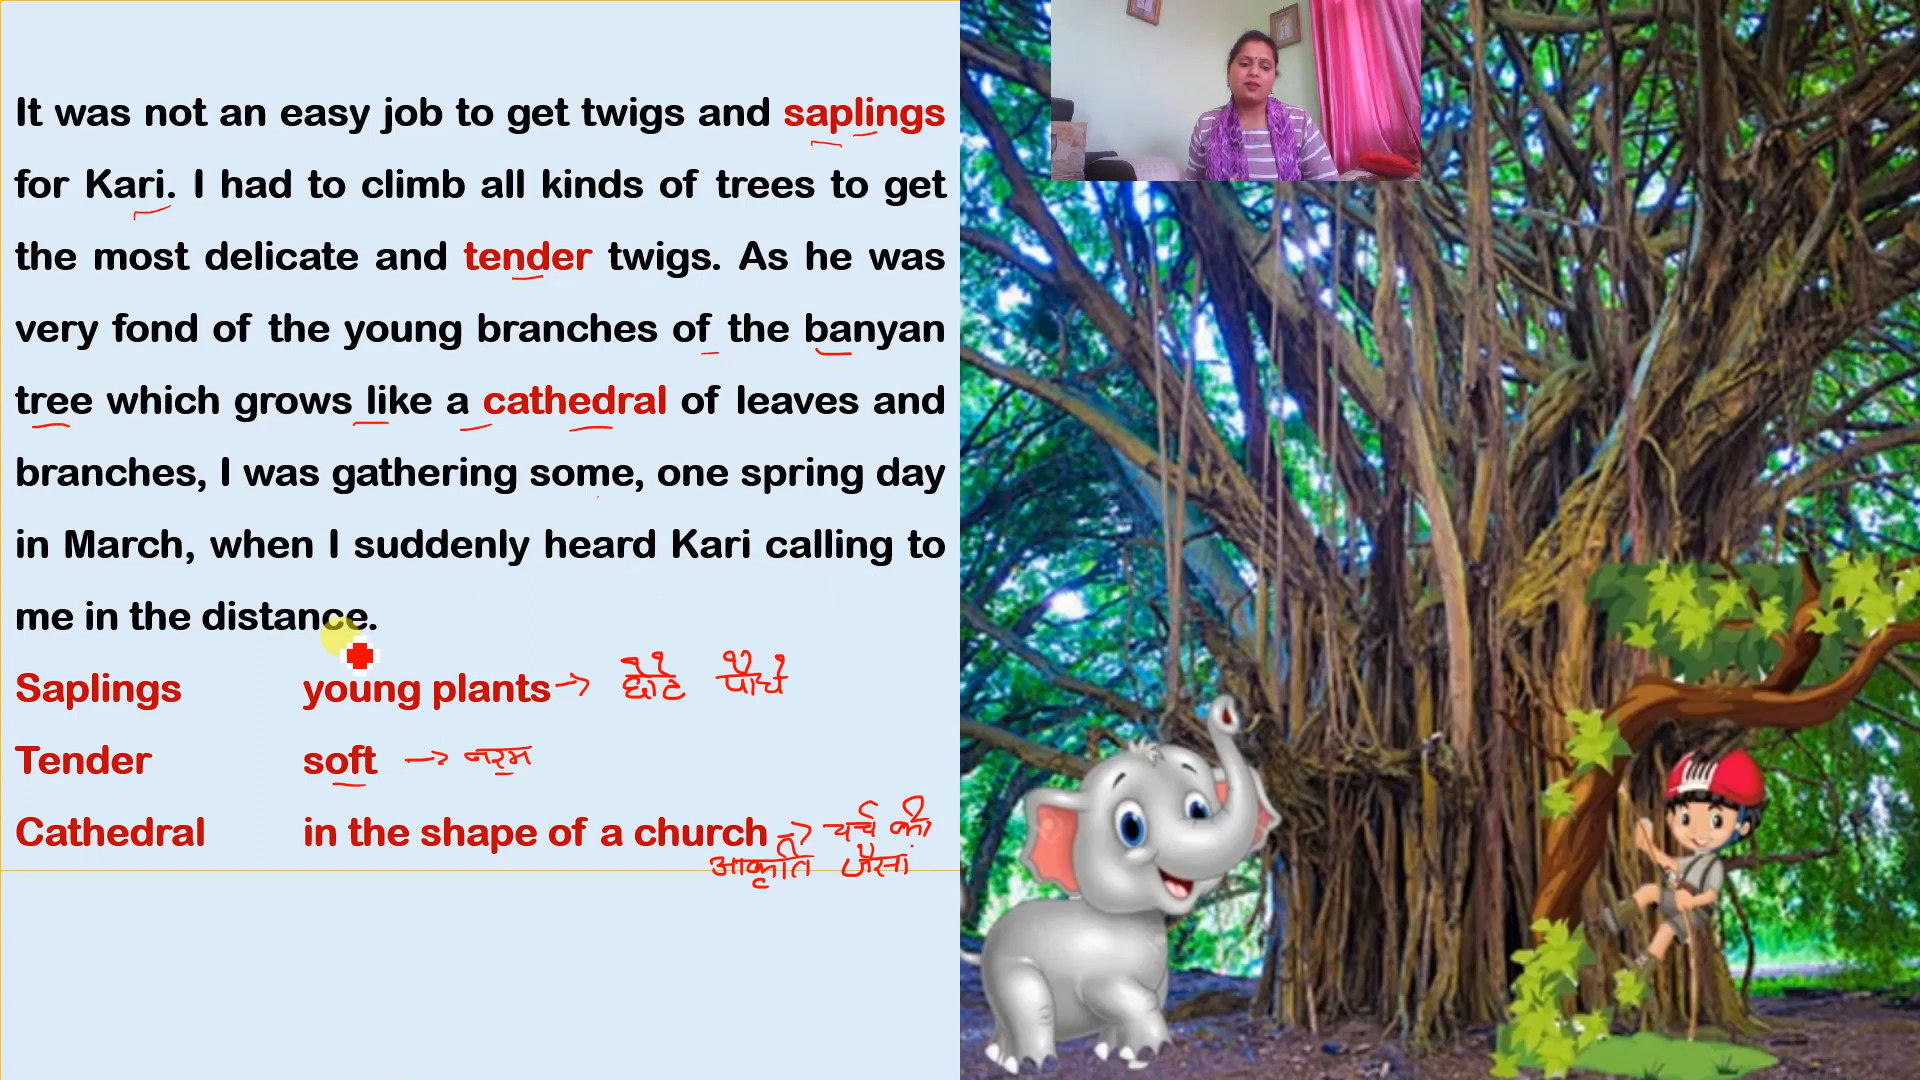 It was not an easy job to get twigs and saplings
for Kari. I had to climb all kinds of trees to get
the most delicate and tender twigs. As he was
very fond of the young branches of the banyan
tree which grows like a cathedral of leaves and
branches, I was gathering some, one spring day
in March, when I suddenly heard Kari calling to
me in the distance.
Saplings young plants → छोटे पौधे
Tender soft → नरम
Cathedral in the shape of a church → चर्च की
आकृति जैसा